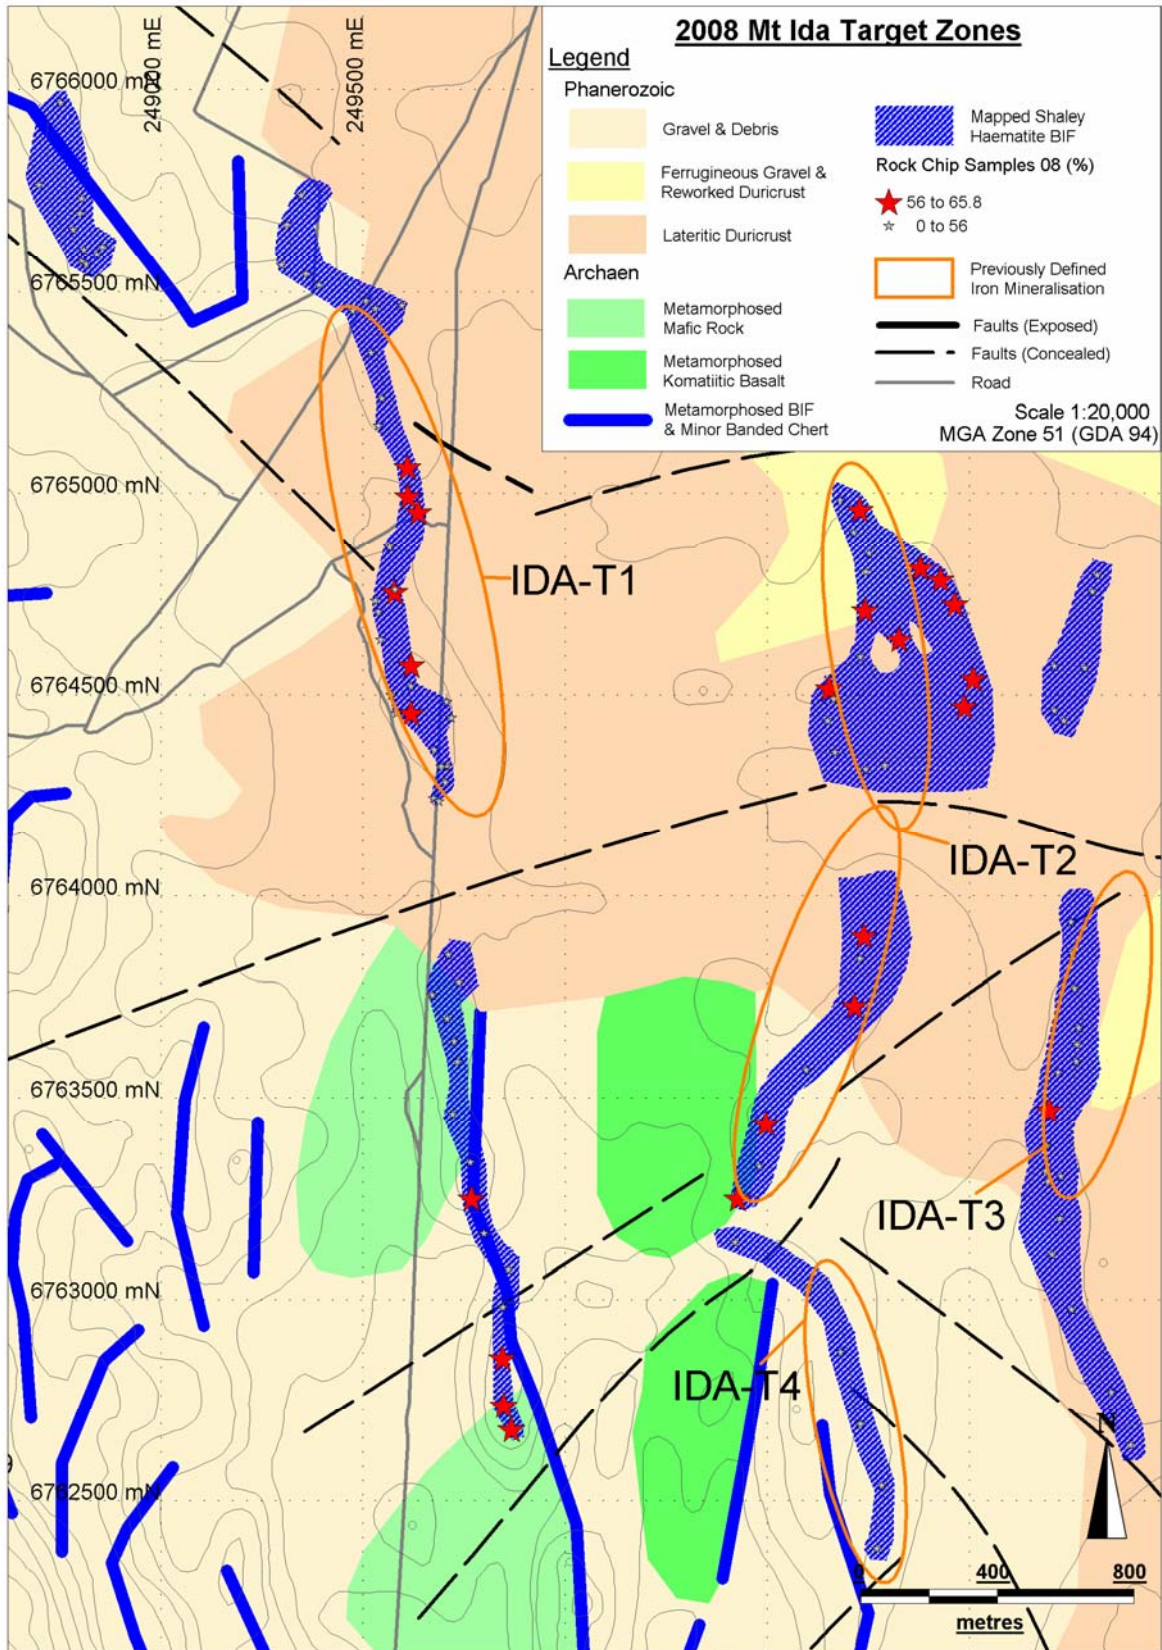 2008 Mt Ida Target Zones
Legend
Phanerozoic
Gravel & Debris
Ferrugineous Gravel &
Reworked Duricrust
Lateritic Duricrust
Archaen
Metamorphosed
Mafic Rock
Metamorphosed
Komatiitic Basalt
Metamorphosed BIF
& Minor Banded Chert
Mapped Shaley
Haematite BIF
Rock Chip Samples 08 (%)
56 to 65.8
0 to 56
Previously Defined
Iron Mineralisation
Faults (Exposed)
Faults (Concealed)
Road
Scale 1:20,000
MGA Zone 51 (GDA 94)
249000 mE
249500 mE
6766000 mN
6765500 mN
6765000 mN
IDA-T1
6764500 mN
IDA-T2
6764000 mN
6763500 mN
IDA-T3
6763000 mN
IDA-T4
N
6762500 mN
0 400 800
metres